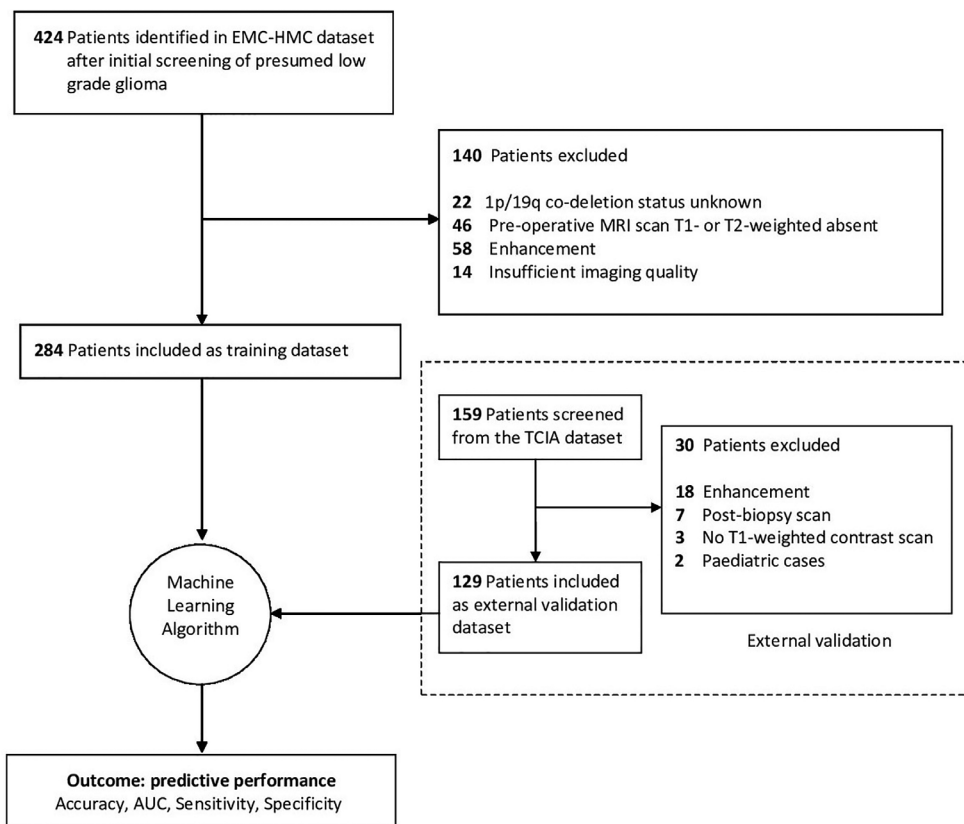 424 Patients identified in EMC-HMC dataset
after initial screening of presumed low
grade glioma
140 Patients excluded
22 1p/19q co-deletion status unknown
46 Pre-operative MRI scan T1- or T2-weighted absent
58 Enhancement
14 Insufficient imaging quality
284 Patients included as training dataset
159 Patients screened
from the TCIA dataset
30 Patients excluded
18 Enhancement
7 Post-biopsy scan
3 No T1-weighted contrast scan
2 Paediatric cases
129 Patients included
as external validation
dataset
External validation
Machine
Learning
Algorithm
Outcome: predictive performance
Accuracy, AUC, Sensitivity, Specificity